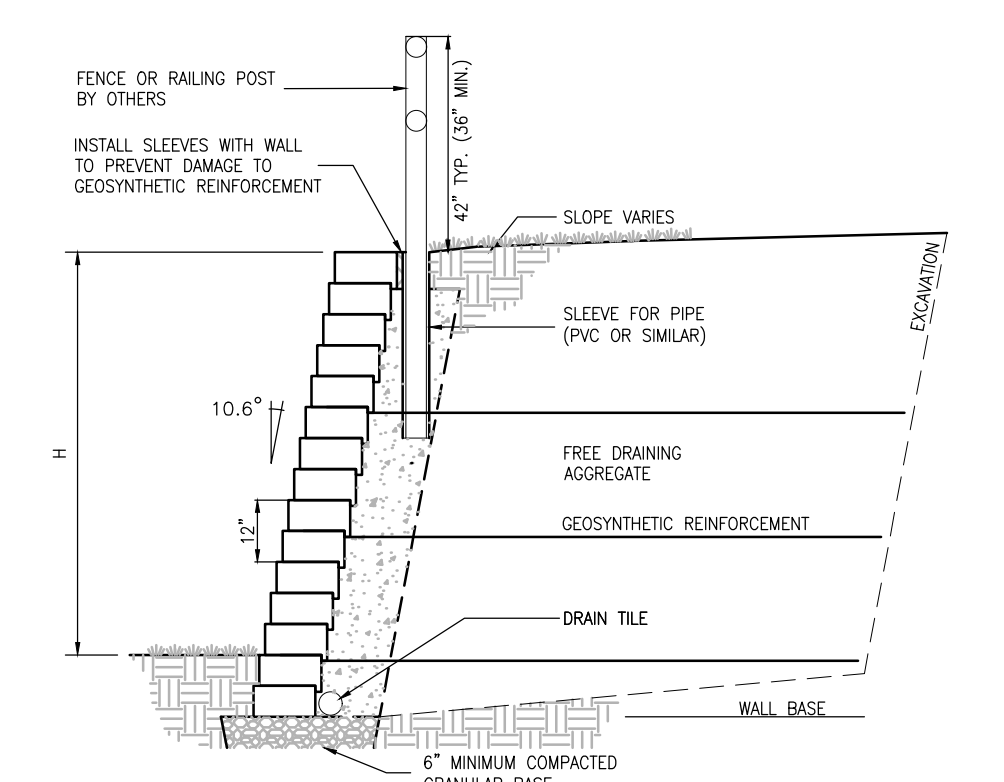 FENCE OR RAILING POST
BY OTHERS
42" TYP. (36" MIN.)
INSTALL SLEEVES WITH WALL
TO PREVENT DAMAGE TO
GEOSYNTHETIC REINFORCEMENT
SLOPE VARIES
EXCAVATION
SLEEVE FOR PIPE
(PVC OR SIMILAR)
10.6°
H
FREE DRAINING
AGGREGATE
12"
GEOSYNTHETIC REINFORCEMENT
DRAIN TILE
WALL BASE
6" MINIMUM COMPACTED
GRANULAR BASE